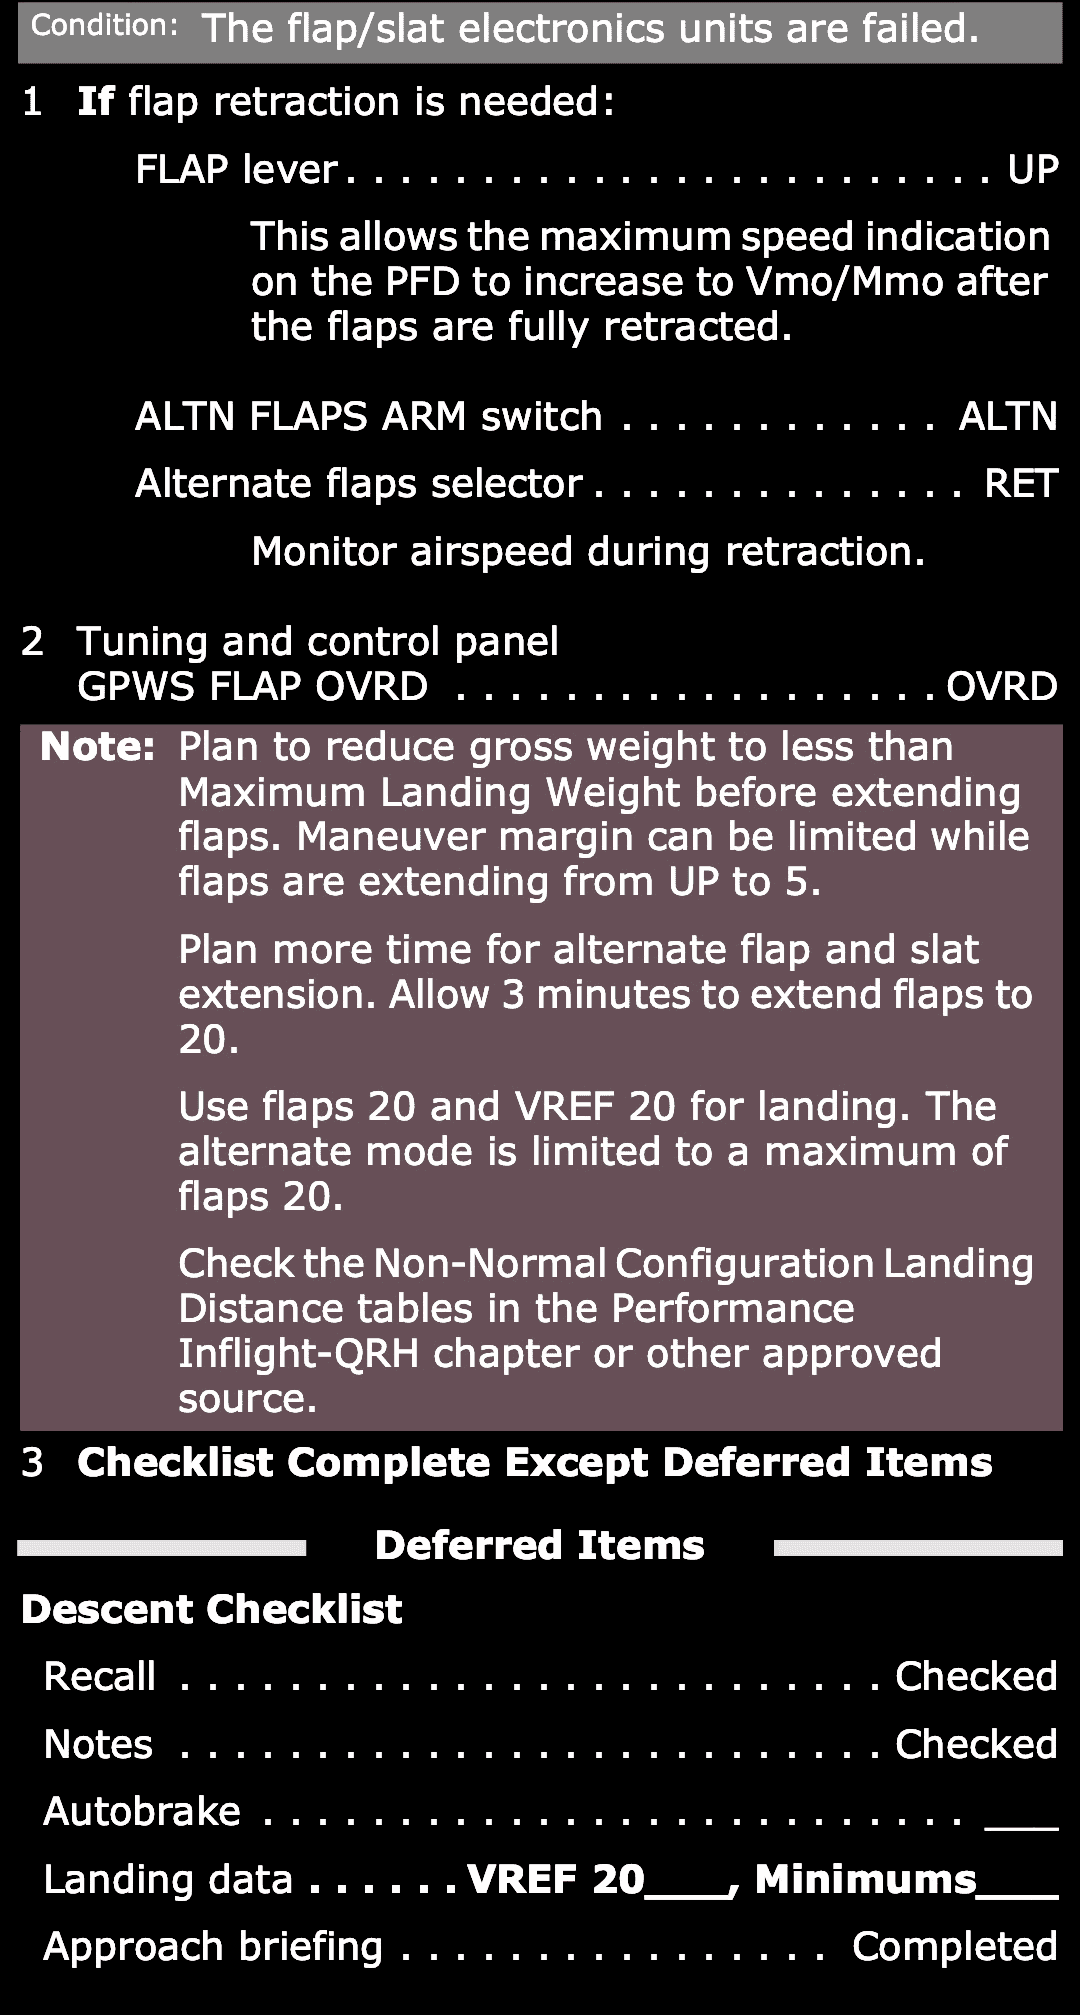 Condition: The flap/slat electronics units are failed.
1 If flap retraction is needed:
FLAP lever . . . . . . . . . . . . . . . . . . . . . . . . UP
This allows the maximum speed indication
on the PFD to increase to Vmo/Mmo after
the flaps are fully retracted.
ALTN FLAPS ARM switch . . . . . . . . . . . . ALTN
Alternate flaps selector . . . . . . . . . . . . . . RET
Monitor airspeed during retraction.
2 Tuning and control panel
GPWS FLAP OVRD . . . . . . . . . . . . . . . . . . OVRD
Note: Plan to reduce gross weight to less than
Maximum Landing Weight before extending
flaps. Maneuver margin can be limited while
flaps are extending from UP to 5.
Plan more time for alternate flap and slat
extension. Allow 3 minutes to extend flaps to
20.
Use flaps 20 and VREF 20 for landing. The
alternate mode is limited to a maximum of
flaps 20.
Check the Non-Normal Configuration Landing
Distance tables in the Performance
Inflight-QRH chapter or other approved
source.
3 Checklist Complete Except Deferred Items
Deferred Items
Descent Checklist
Recall . . . . . . . . . . . . . . . . . . . . . . . . . . Checked
Notes . . . . . . . . . . . . . . . . . . . . . . . . . . Checked
Autobrake . . . . . . . . . . . . . . . . . . . . . . . . . . ___
Landing data . . . . . . VREF 20___, Minimums___
Approach briefing . . . . . . . . . . . . . . . . Completed